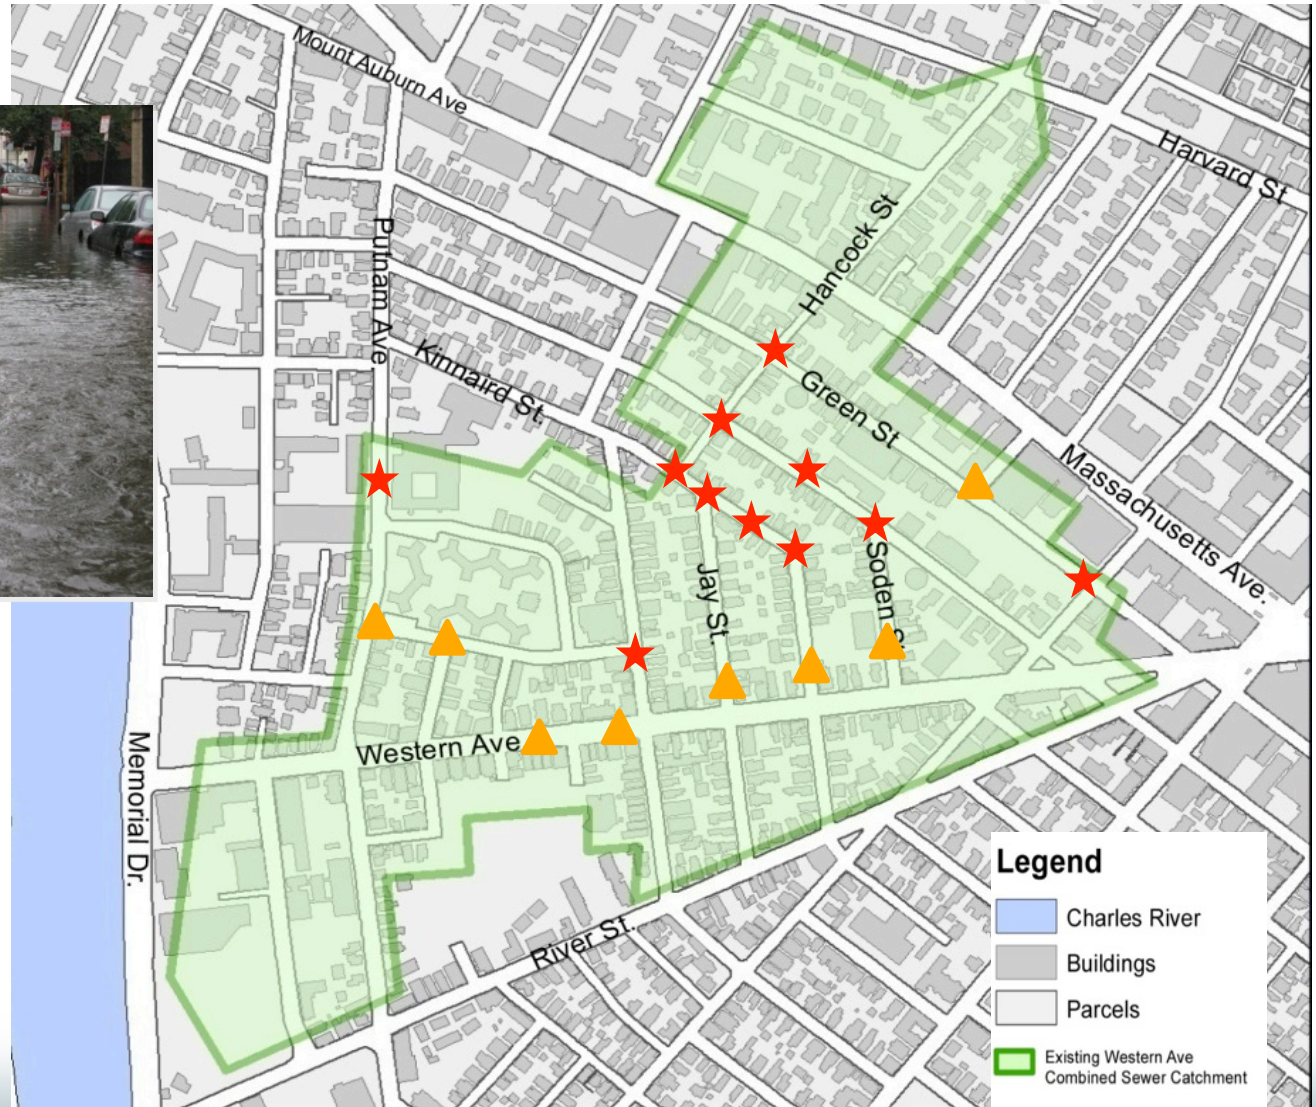 Mount Auburn Ave
Harvard St
Putnam Ave
Hancock St
Kinnaird St.
Green St
Massachusetts Ave.
Jay St.
Soden S
Western Ave
Memorial Dr.
River St.
Legend
Charles River
Buildings
Parcels
Existing Western Ave
Combined Sewer Catchment